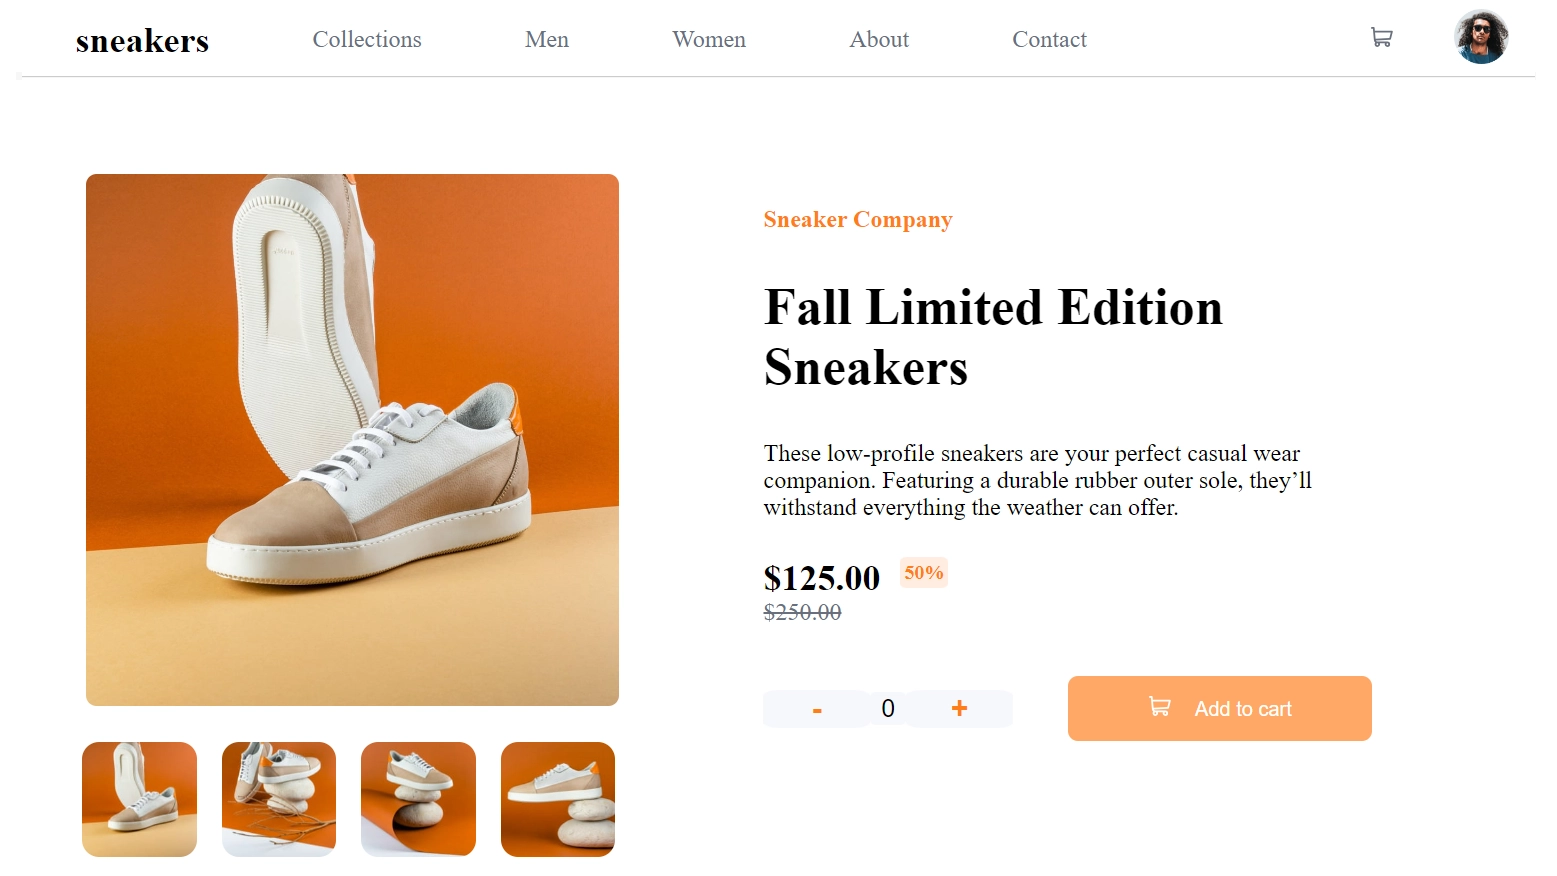 sneakers Collections Men Women About Contact
Sneaker Company
Fall Limited Edition
Sneakers
These low-profile sneakers are your perfect casual wear
companion. Featuring a durable rubber outer sole, they’ll
withstand everything the weather can offer.
$125.00 50%
$250.00
- 0 + Add to cart